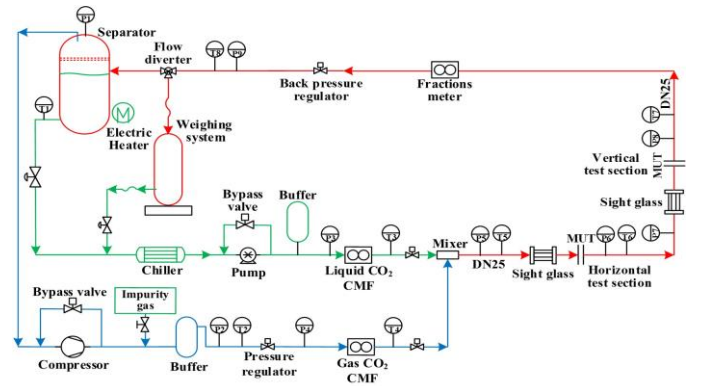 P1
Separator
Flow
diverter
T8
P9
Back pressure
regulator
Fractions
meter
DN25
T1
M
Electric
Heater
Weighing
system
MUT
Vertical
test section
Bypass
valve
Buffer
Sight glass
Chiller
Pump
P3
Liquid CO2
CMF
T3
Mixer
P5
T5
DN25
Sight glass
MUT
P6
T6
Horizontal
test section
Bypass valve
Impurity
gas
Compressor
Buffer
P2
T2
Pressure
regulator
P4
Gas CO2
CMF
T4